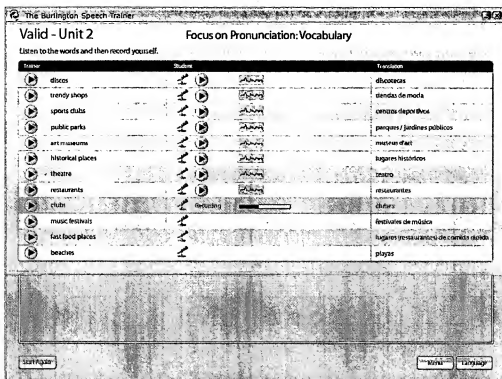 The Burlington Speech Trainer
Valid - Unit 2 Focus on Pronunciation: Vocabulary
Listen to the words and then record yourself.
Trainer Student Translation
discos discotecas
trendy shops tiendas de moda
sports clubs centros deportivos
public parks parques / jardines públicos
art museums museus d'art
historical places lugares históricos
theatre teatro
restaurants restaurantes
clubs Recording clubes
music festivals festivales de música
fast food places lugares (restaurantes) de comida rápida
beaches playas
Start Again Menu Language